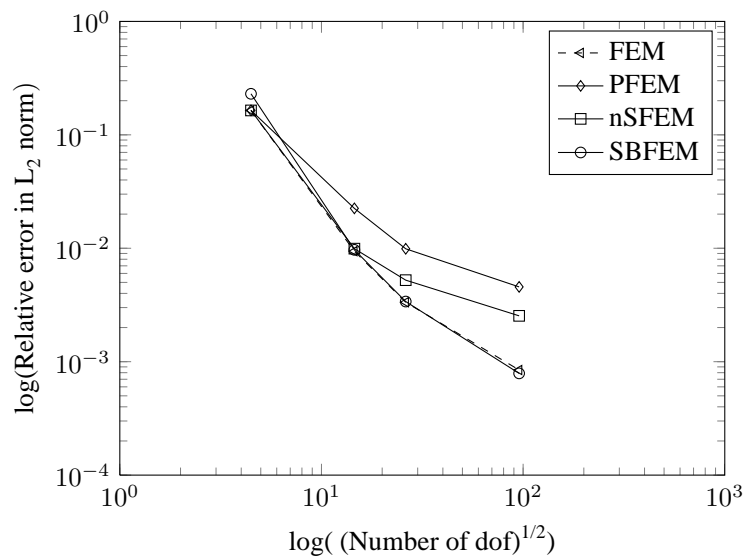 10^0
10^{-1}
10^{-2}
10^{-3}
10^{-4}
log(Relative error in L_2 norm)
FEM
PFEM
nSFEM
SBFEM
10^0
10^1
10^2
10^3
log( (Number of dof)^{1/2})